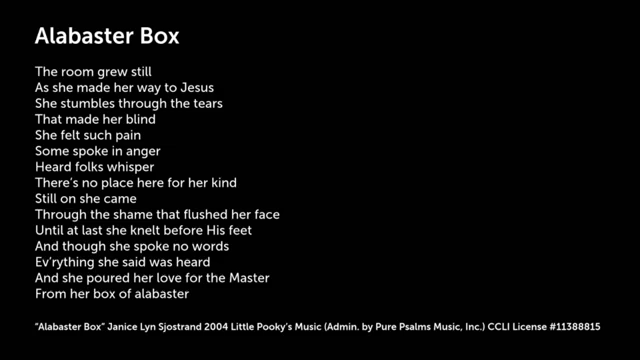 Alabaster Box
The room grew still
As she made her way to Jesus
She stumbles through the tears
That made her blind
She felt such pain
Some spoke in anger
Heard folks whisper
There's no place here for her kind
Still on she came
Through the shame that flushed her face
Until at last she knelt before His feet
And though she spoke no words
Ev'rything she said was heard
And she poured her love for the Master
From her box of alabaster
"Alabaster Box" Janice Lyn Sjostrand 2004 Little Pooky's Music (Admin. by Pure Psalms Music, Inc.) CCLI License #11388815